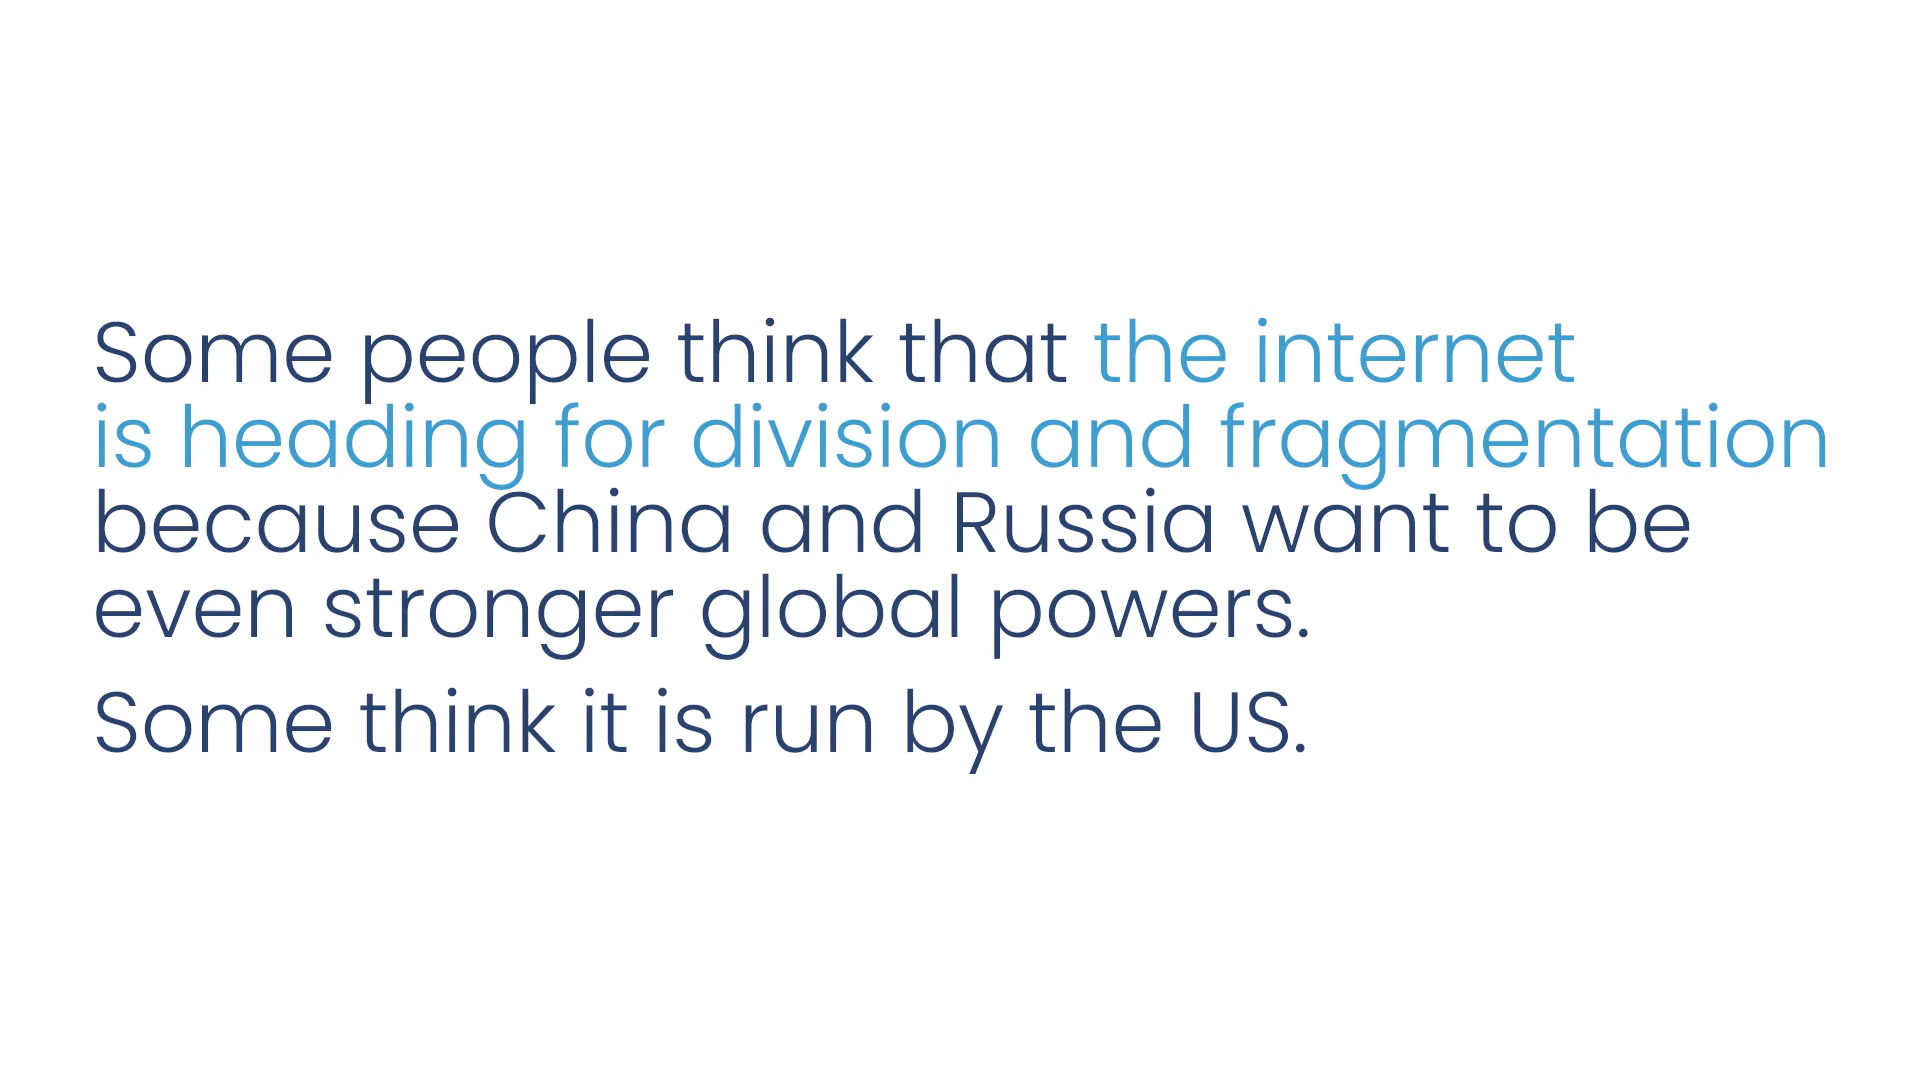 Some people think that the internet
is heading for division and fragmentation
because China and Russia want to be
even stronger global powers.
Some think it is run by the US.